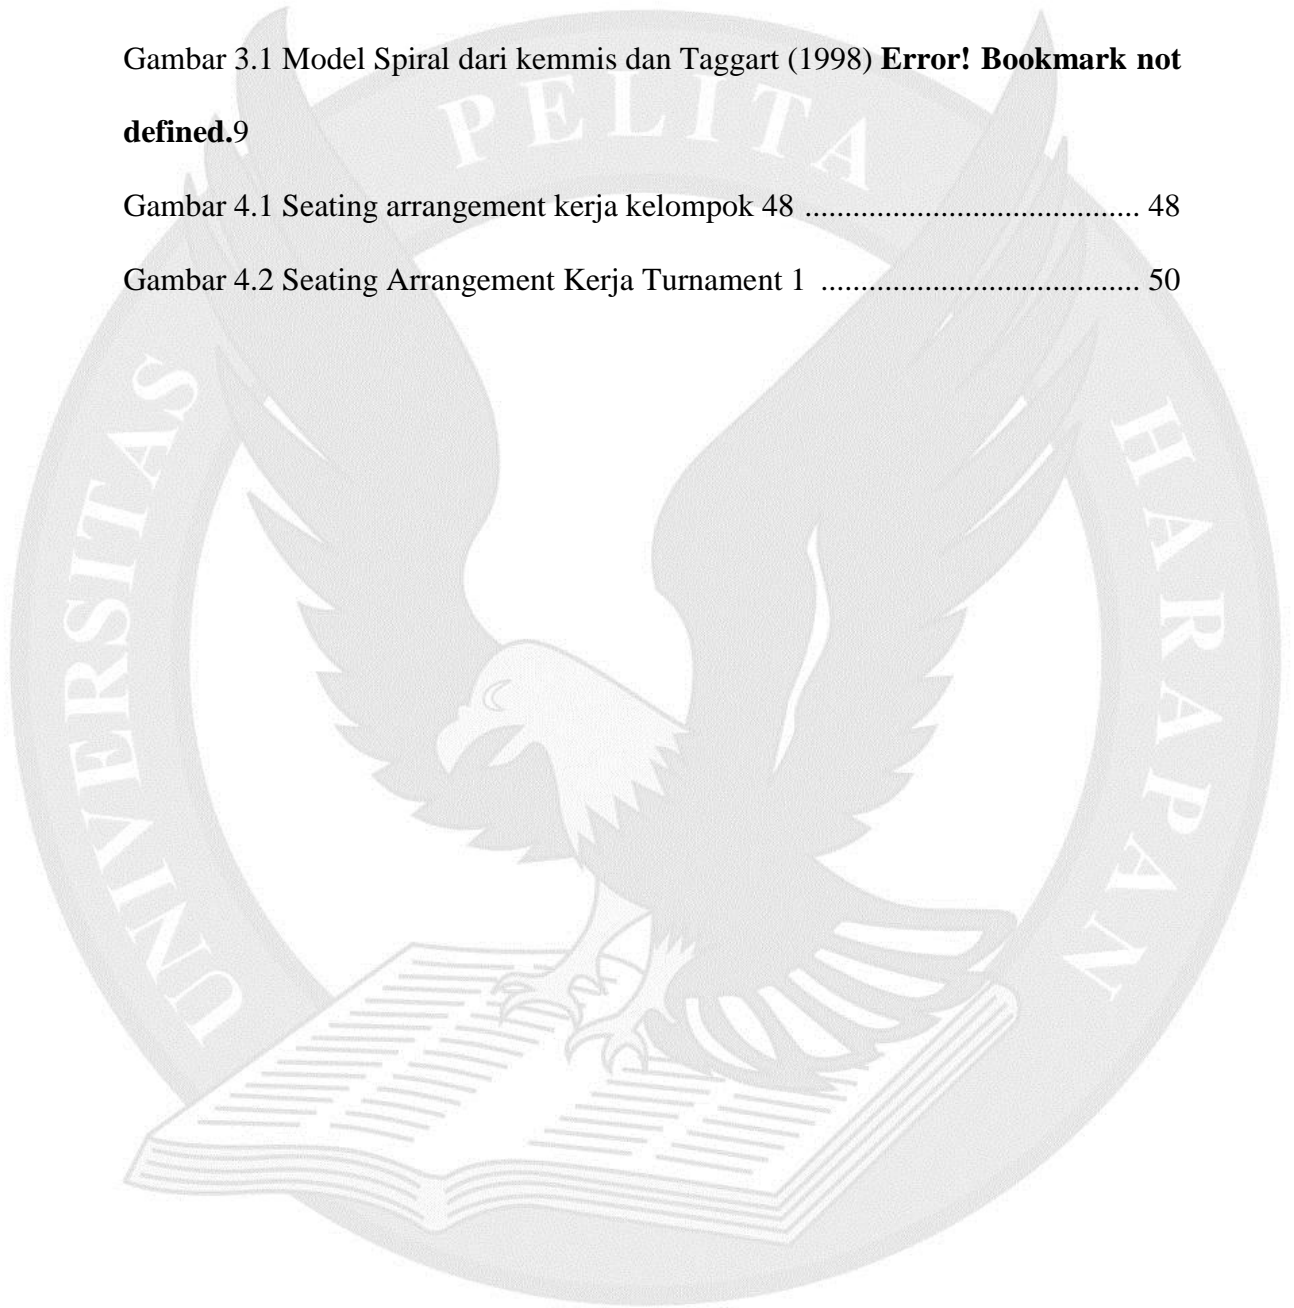 Gambar 3.1 Model Spiral dari kemmis dan Taggart (1998) Error! Bookmark not
defined.9
Gambar 4.1 Seating arrangement kerja kelompok 48 .......................................... 48
Gambar 4.2 Seating Arrangement Kerja Turnament 1 ........................................ 50
UNIVERSITAS PELITA HARAPAN